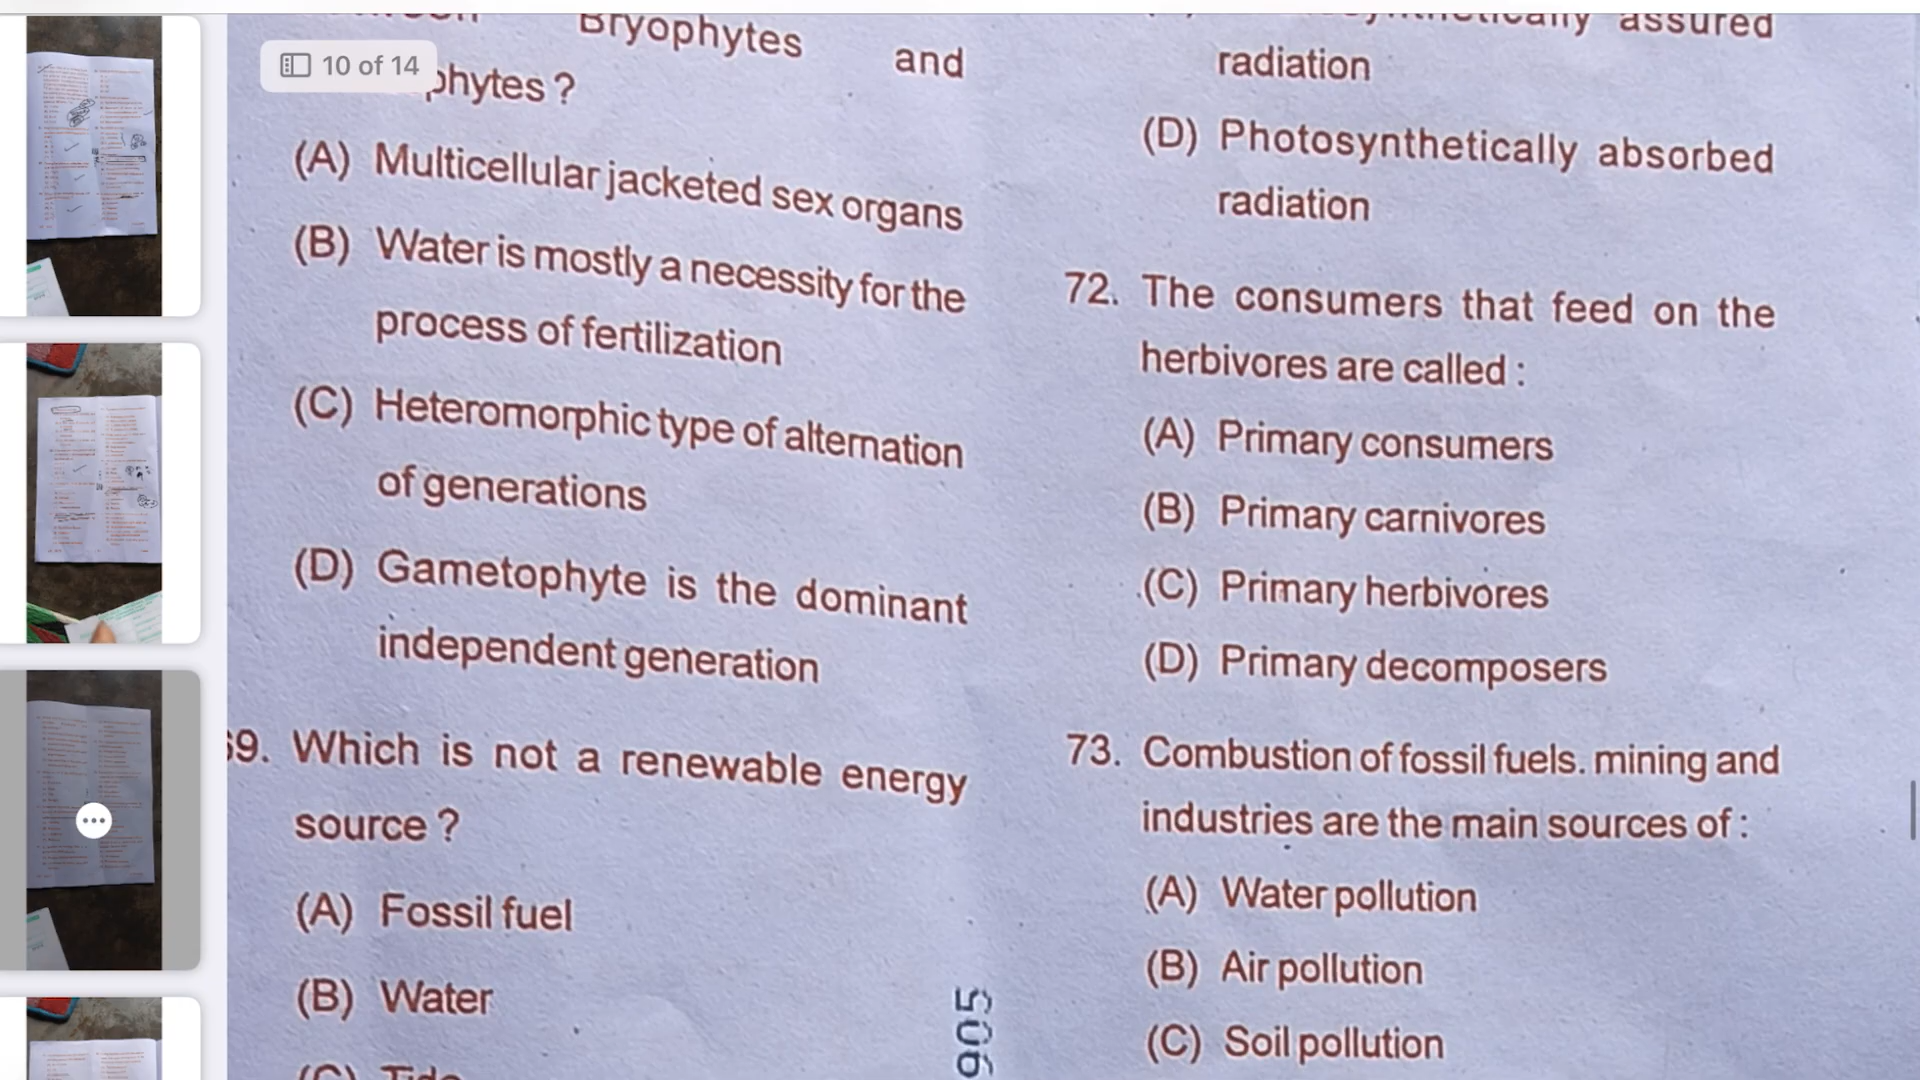 10 of 14
Bryophytes and
phytes ?
(A) Multicellular jacketed sex organs
(B) Water is mostly a necessity for the
process of fertilization
(C) Heteromorphic type of alternation
of generations
(D) Gametophyte is the dominant
independent generation
69. Which is not a renewable energy
source ?
(A) Fossil fuel
(B) Water
(C) Tide
assured
radiation
(D) Photosynthetically absorbed
radiation
72. The consumers that feed on the
herbivores are called :
(A) Primary consumers
(B) Primary carnivores
(C) Primary herbivores
(D) Primary decomposers
73. Combustion of fossil fuels. mining and
industries are the main sources of :
(A) Water pollution
(B) Air pollution
(C) Soil pollution
905